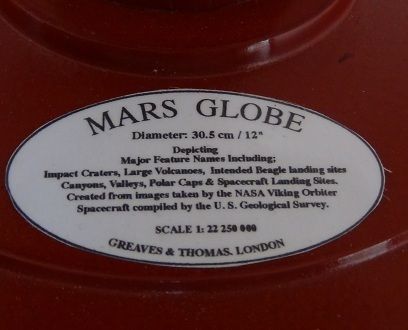 MARS GLOBE
Diameter: 30.5 cm / 12"
Depicting
Major Feature Names Including;
Impact Craters, Large Volcanoes, Intended Beagle landing sites
Canyons, Valleys, Polar Caps & Spacecraft Landing Sites.
Created from images taken by the NASA Viking Orbiter
Spacecraft compiled by the U. S. Geological Survey.
SCALE 1: 22 250 000
GREAVES & THOMAS. LONDON